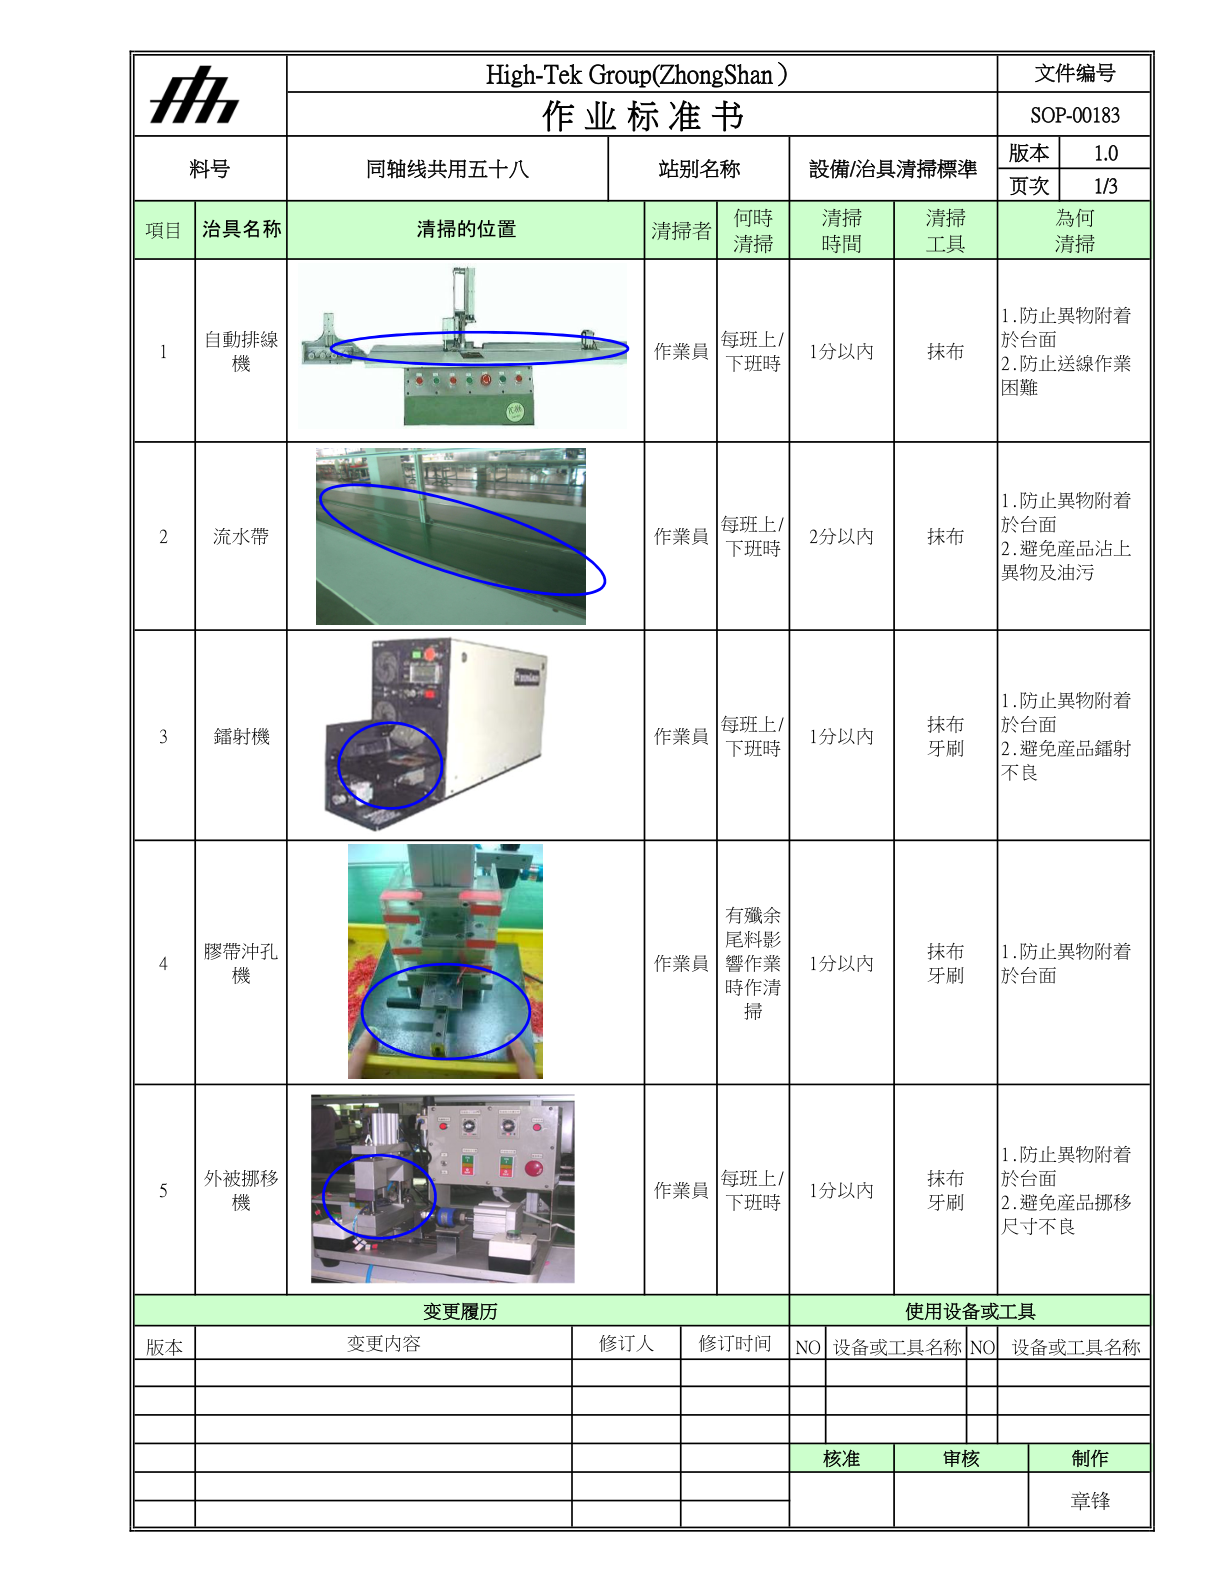 High-Tek Group(ZhongShan）
文件编号
作业标准书
SOP-00183
料号
同轴线共用五十八
站别名称
設備/治具清掃標準
版本
1.0
页次
1/3
項目
治具名称
清掃的位置
清掃者
何時
清掃
清掃
時間
清掃
工具
為何
清掃
1
自動排線
機
作業員
每班上/
下班時
1分以內
抹布
1.防止異物附着
於台面
2.防止送線作業
困難
2
流水帶
作業員
每班上/
下班時
2分以內
抹布
1.防止異物附着
於台面
2.避免産品沾上
異物及油污
3
鐳射機
作業員
每班上/
下班時
1分以內
抹布
牙刷
1.防止異物附着
於台面
2.避免産品鐳射
不良
4
膠帶沖孔
機
作業員
有殲余
尾料影
響作業
時作清
掃
1分以內
抹布
牙刷
1.防止異物附着
於台面
5
外被挪移
機
作業員
每班上/
下班時
1分以內
抹布
牙刷
1.防止異物附着
於台面
2.避免産品挪移
尺寸不良
变更履历
使用设备或工具
版本
变更内容
修订人
修订时间
NO
设备或工具名称
NO
设备或工具名称
核准
审核
制作
章锋